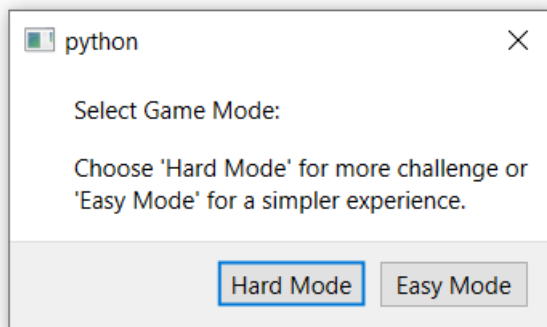 python
Select Game Mode:
Choose 'Hard Mode' for more challenge or
'Easy Mode' for a simpler experience.
Hard Mode
Easy Mode